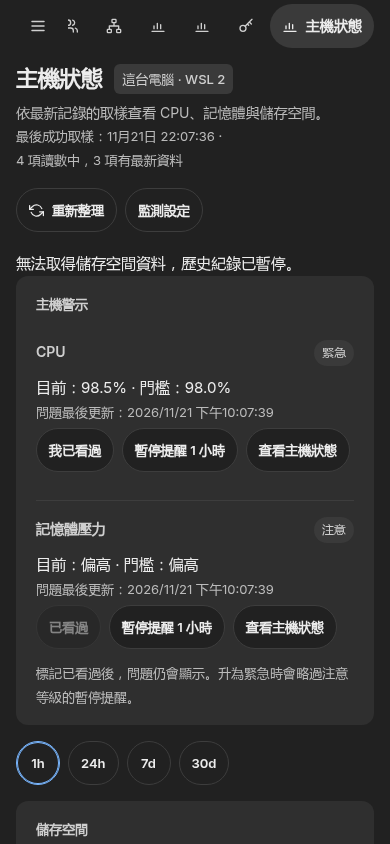 主機狀態
主機狀態
這台電腦 · WSL 2
依最新記錄的取樣查看 CPU、記憶體與儲存空間。
最後成功取樣：11月21日 22:07:36 ·
4 項讀數中，3 項有最新資料
重新整理
監測設定
無法取得儲存空間資料，歷史紀錄已暫停。
主機警示
CPU
緊急
目前：98.5% · 門檻：98.0%
問題最後更新：2026/11/21 下午10:07:39
我已看過
暫停提醒 1 小時
查看主機狀態
記憶體壓力
注意
目前：偏高 · 門檻：偏高
問題最後更新：2026/11/21 下午10:07:39
已看過
暫停提醒 1 小時
查看主機狀態
標記已看過後，問題仍會顯示。升為緊急時會略過注意
等級的暫停提醒。
1h
24h
7d
30d
儲存空間